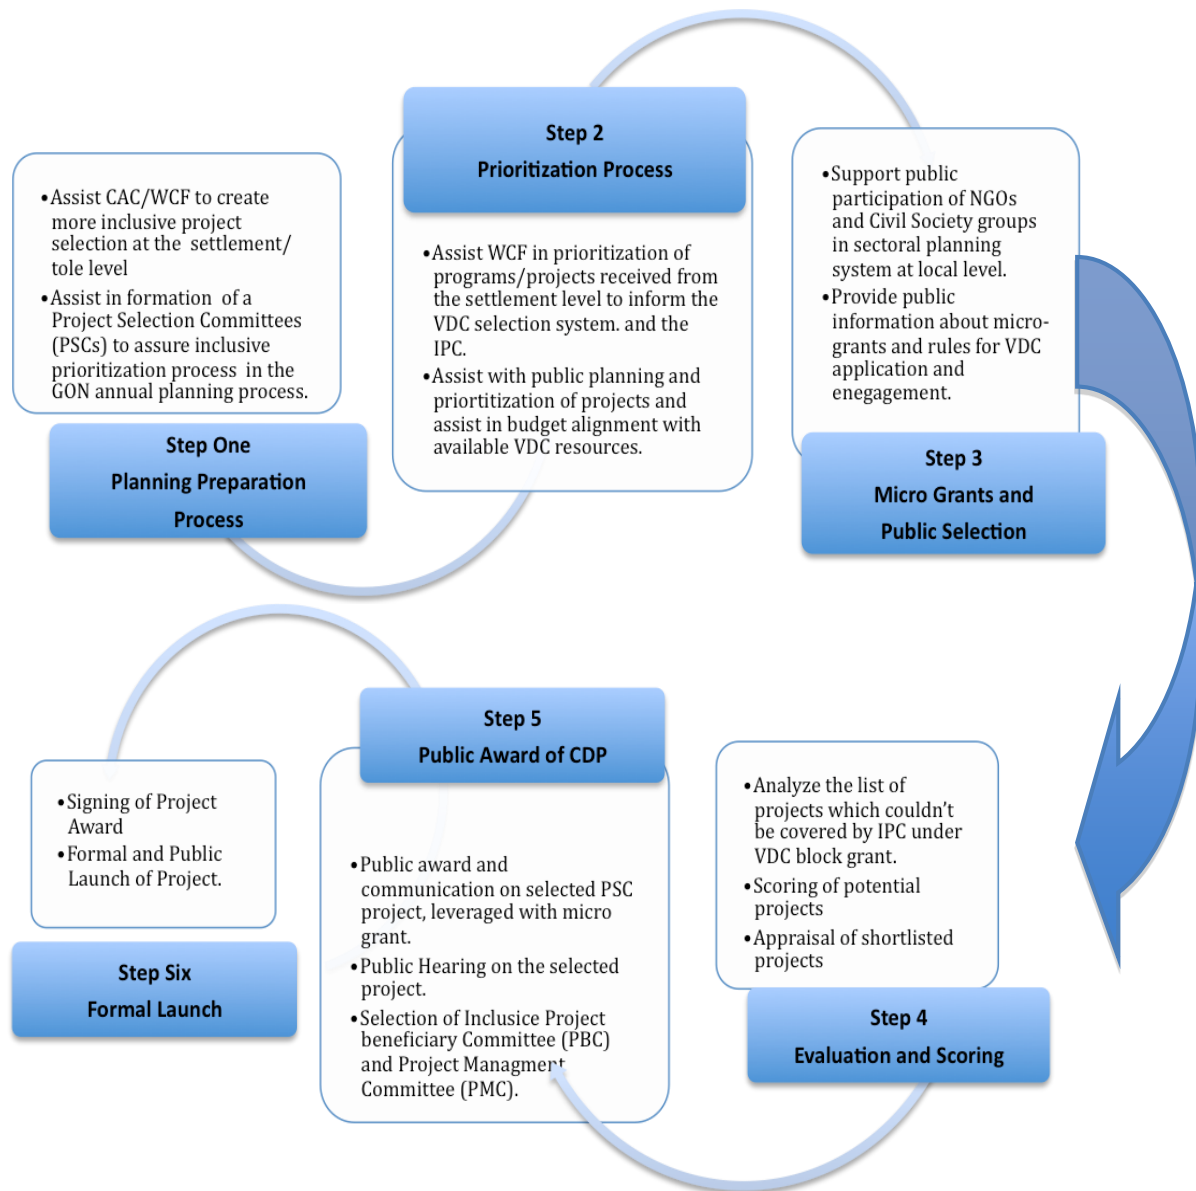 •Assist CAC/WCF to create
more inclusive project
selection at the settlement/
tole level
•Assist in formation of a
Project Selection Committees
(PSCs) to assure inclusive
prioritization process in the
GON annual planning process.
Step One
Planning Preparation
Process
Step 2
Prioritization Process
•Assist WCF in prioritization of
programs/projects received from
the settlement level to inform the
VDC selection system. and the
IPC.
•Assist with public planning and
priortitization of projects and
assist in budget alignment with
available VDC resources.
•Support public
participation of NGOs
and Civil Society groups
in sectoral planning
system at local level.
•Provide public
information about micro-
grants and rules for VDC
application and
enegagement.
Step 3
Micro Grants and
Public Selection
•Analyze the list of
projects which couldn't
be covered by IPC under
VDC block grant.
•Scoring of potential
projects
•Appraisal of shortlisted
projects
Step 4
Evaluation and Scoring
Step 5
Public Award of CDP
•Public award and
communication on selected PSC
project, leveraged with micro
grant.
•Public Hearing on the selected
project.
•Selection of Inclusice Project
beneficiary Committee (PBC)
and Project Managment
Committee (PMC).
•Signing of Project
Award
•Formal and Public
Launch of Project.
Step Six
Formal Launch